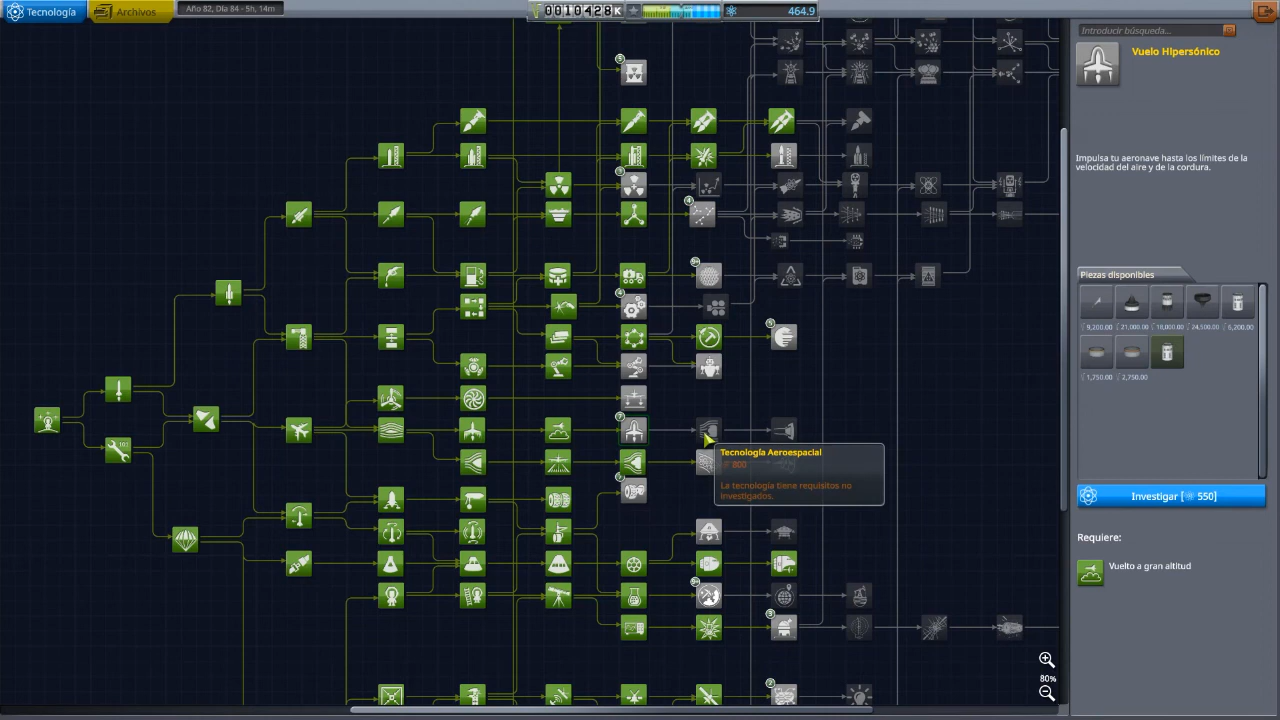 Tecnología
Archivos
Año 82, Día 84 - 5h, 14m
0010428K
464.9
Introducir búsqueda...
Vuelo Hipersónico
Impulsa tu aeronave hasta los límites de la
velocidad del aire y de la cordura.
Piezas disponibles
9,200.00
21,000.00
18,000.00
24,500.00
6,200.00
1,750.00
2,750.00
Investigar [ 550]
Requiere:
Vuelto a gran altitud
Tecnología Aeroespacial
800
La tecnología tiene requisitos no
investigados.
80%